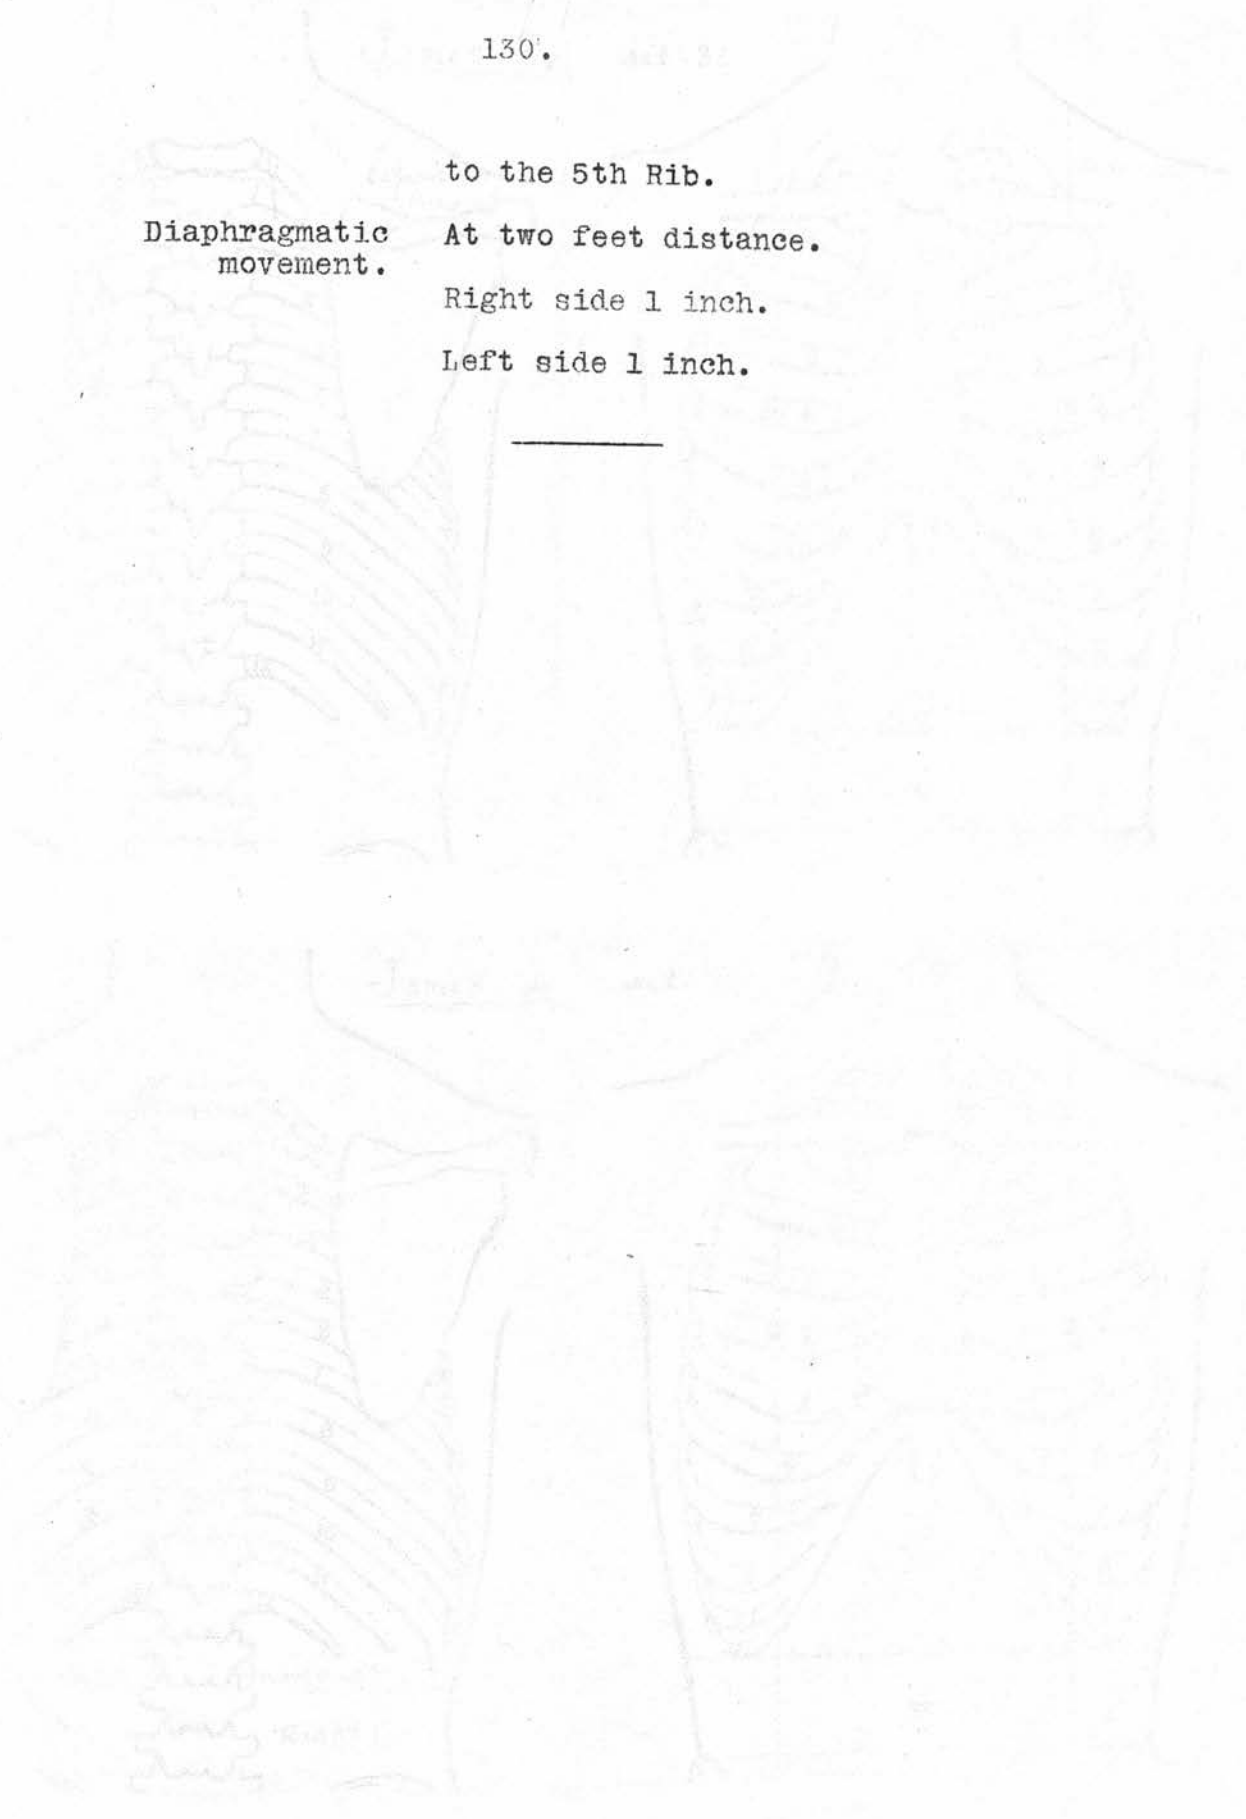 130.
to the 5th Rib.
Diaphragmatic At two feet distance.
movement.
Right side 1 inch.
Left side 1 inch.